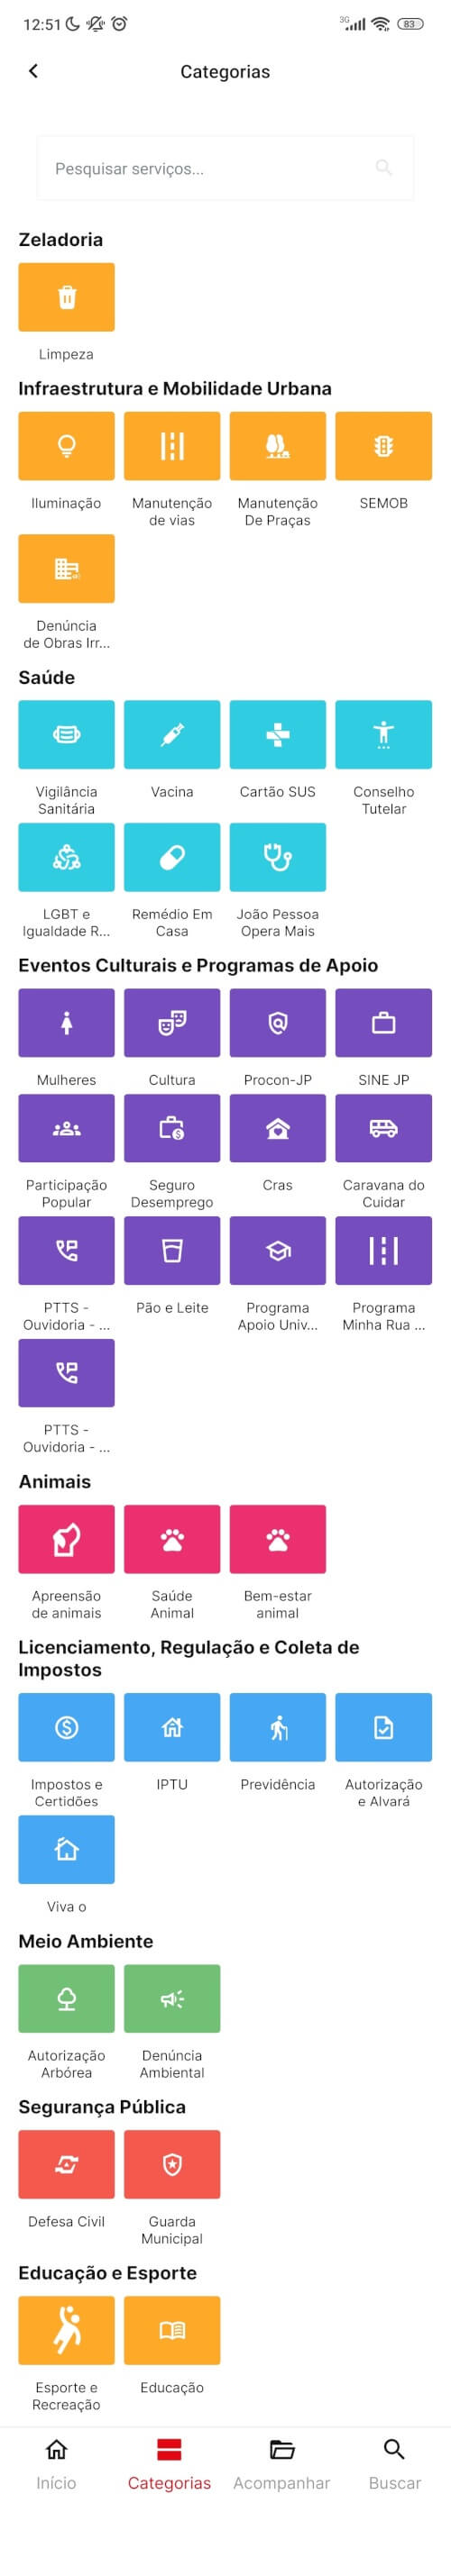 12:51
3G
83
Categorias
Pesquisar serviços...
Zeladoria
Limpeza
Infraestrutura e Mobilidade Urbana
Iluminação
Manutenção
de vias
Manutenção
De Praças
SEMOB
Denúncia
de Obras Irr...
Saúde
Vigilância
Sanitária
Vacina
Cartão SUS
Conselho
Tutelar
LGBT e
Igualdade R...
Remédio Em
Casa
João Pessoa
Opera Mais
Eventos Culturais e Programas de Apoio
Mulheres
Cultura
Procon-JP
SINE JP
Participação
Popular
Seguro
Desemprego
Cras
Caravana do
Cuidar
PTTS -
Ouvidoria - ...
Pão e Leite
Programa
Apoio Univ...
Programa
Minha Rua ...
PTTS -
Ouvidoria - ...
Animais
Apreensão
de animais
Saúde
Animal
Bem-estar
animal
Licenciamento, Regulação e Coleta de
Impostos
Impostos e
Certidões
IPTU
Previdência
Autorização
e Alvará
Viva o
Meio Ambiente
Autorização
Arbórea
Denúncia
Ambiental
Segurança Pública
Defesa Civil
Guarda
Municipal
Educação e Esporte
Esporte e
Recreação
Educação
Início
Categorias
Acompanhar
Buscar